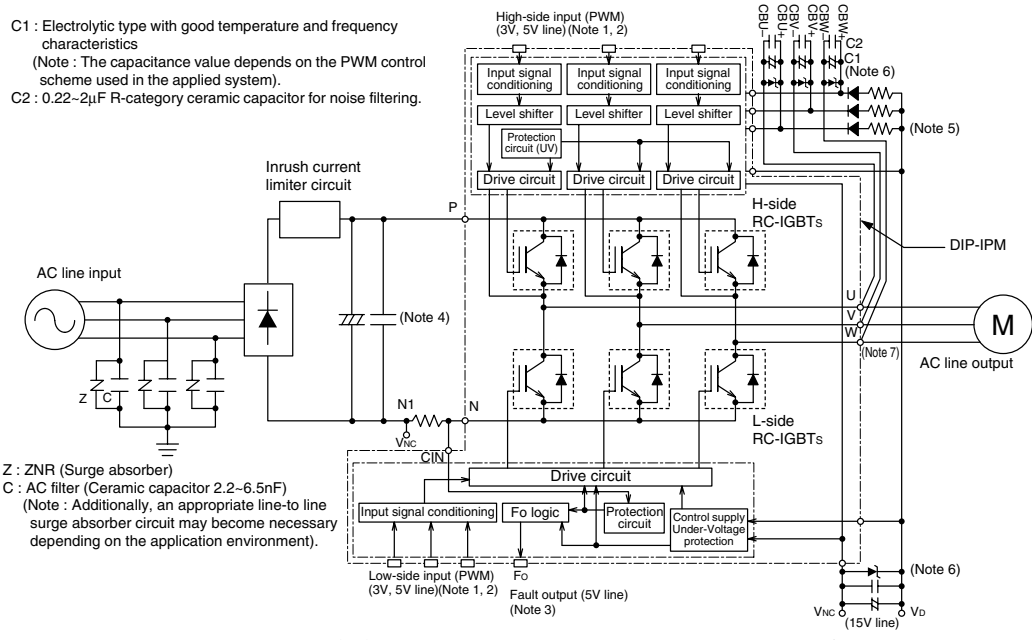 C1 : Electrolytic type with good temperature and frequency
characteristics
(Note : The capacitance value depends on the PWM control
scheme used in the applied system).
C2 : 0.22~2μF R-category ceramic capacitor for noise filtering.
High-side input (PWM)
(3V, 5V line) (Note 1, 2)
CBU–
CBU+
CBV–
CBV+
CBW–
CBW+
C2
C1
(Note 6)
(Note 5)
Input signal
conditioning
Input signal
conditioning
Input signal
conditioning
Level shifter
Level shifter
Level shifter
Protection
circuit (UV)
Drive circuit
Drive circuit
Drive circuit
Inrush current
limiter circuit
P
H-side
RC-IGBTs
DIP-IPM
AC line input
(Note 4)
U
V
W
(Note 7)
M
AC line output
Z
C
N1
N
VNC
CIN
L-side
RC-IGBTs
Z : ZNR (Surge absorber)
C : AC filter (Ceramic capacitor 2.2~6.5nF)
(Note : Additionally, an appropriate line-to line
surge absorber circuit may become necessary
depending on the application environment).
Drive circuit
Input signal conditioning
Fo logic
Protection
circuit
Control supply
Under-Voltage
protection
Low-side input (PWM)
(3V, 5V line) (Note 1, 2)
FO
Fault output (5V line)
(Note 3)
(Note 6)
VNC
VD
(15V line)